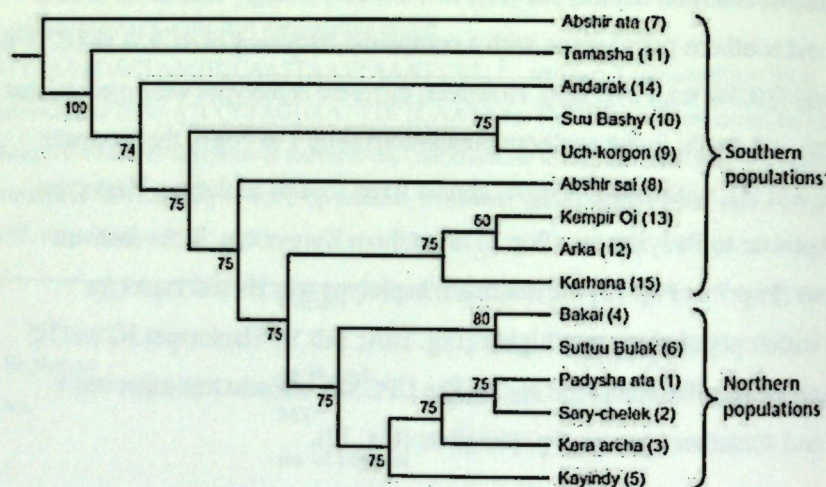 Abshir ata (7)
Tamasha (11)
Andarak (14)
Suu Bashy (10)
Uch-Korgon (9)
Abshir sai (8)
Kempir Oi (13)
Arka (12)
Karhana (15)
Bakai (4)
Suttuu Bulak (6)
Padysha ata (1)
Sary-chelek (2)
Kara archa (3)
Kayindy (5)
Southern
populations
Northern
populations
100
74
75
75
75
75
60
75
80
75
75
75
75